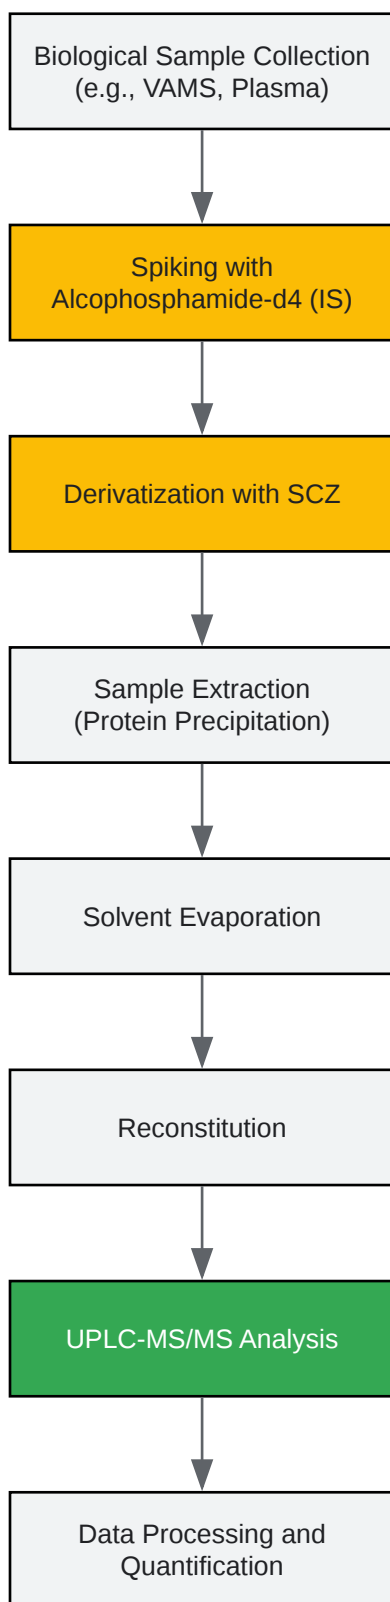 Biological Sample Collection
(e.g., VAMS, Plasma)
Spiking with
Alcophosphamide-d4 (IS)
Derivatization with SCZ
Sample Extraction
(Protein Precipitation)
Solvent Evaporation
Reconstitution
UPLC-MS/MS Analysis
Data Processing and
Quantification